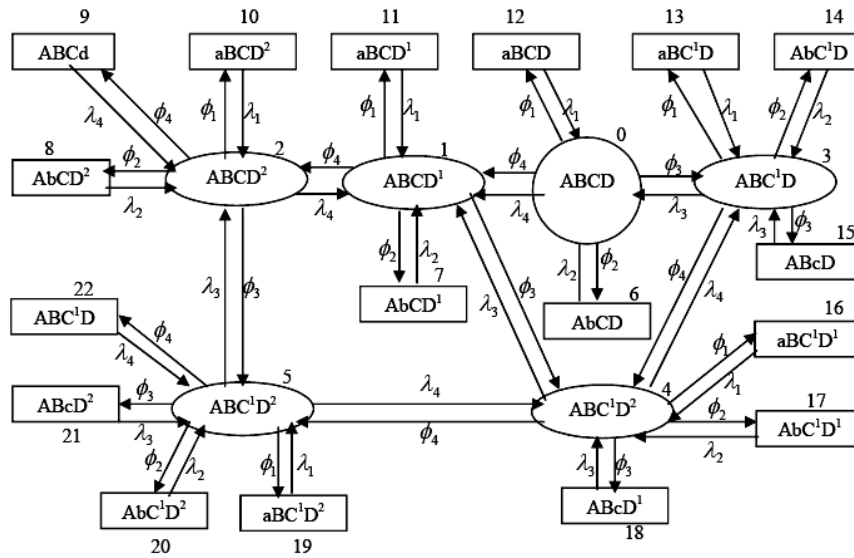 9 10 11 12 13 14
ABCd aBCD² aBCD¹ aBCD aBC¹D AbC¹D
λ₄ ϕ₄ ϕ₁ λ₁ ϕ₁ λ₁ ϕ₁ λ₁ ϕ₁ λ₁ ϕ₂ λ₂
8 2 1 0 3
AbCD² ϕ₂ λ₂ ABCD² ϕ₄ λ₄ ABCD¹ ϕ₄ λ₄ ABCD ϕ₃ λ₃ ABC¹D
λ₃ ϕ₃ 15
ABcD
ϕ₂ λ₂ 7 λ₂ ϕ₂ 6
AbCD¹ AbCD
λ₃ ϕ₃ λ₃ ϕ₃ ϕ₄ λ₄
22 16
ABC¹D ϕ₄ λ₄ aBC¹D¹
ϕ₁ λ₁
5 4 17
ABcD² ϕ₃ λ₃ ABC¹D² λ₄ ϕ₄ ABC¹D² ϕ₂ λ₂ AbC¹D¹
21
ϕ₂ λ₂ ϕ₁ λ₁ λ₃ ϕ₃
AbC¹D² aBC¹D² ABcD¹
20 19 18